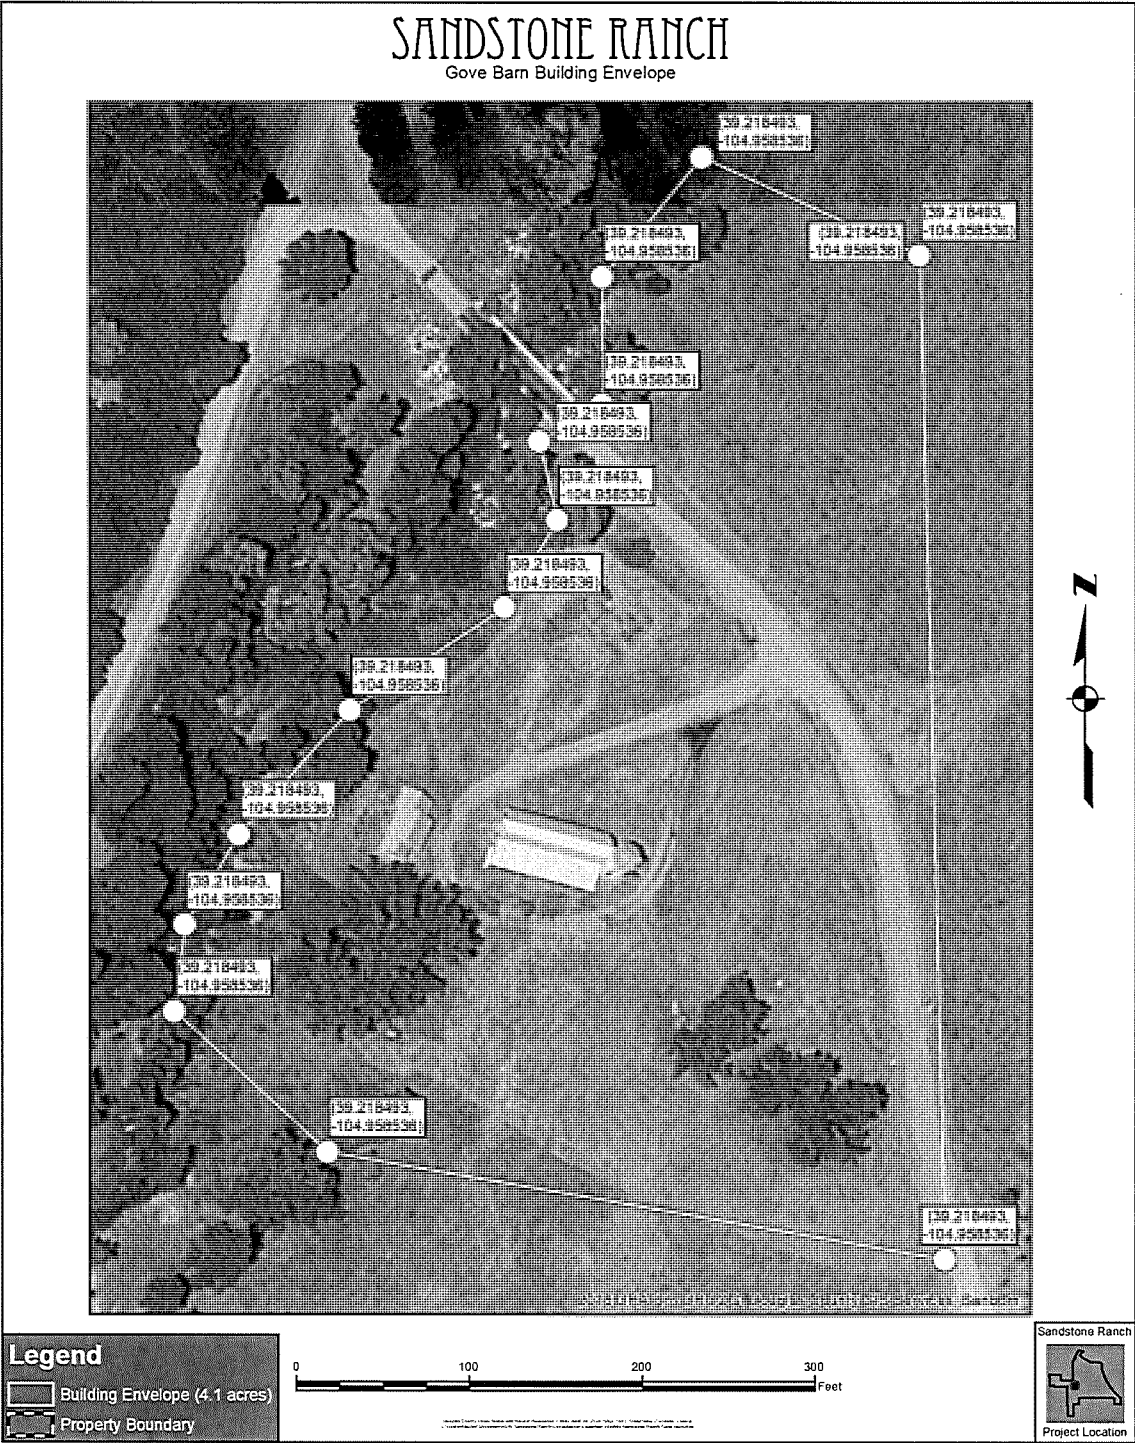 SANDSTONE RANCH
Gove Barn Building Envelope
(39.218493,
-104.958536)
(39.218493,
-104.958536)
(39.218493,
-104.958536)
(39.218493,
-104.958536)
(39.218493,
-104.958536)
(39.218493,
-104.958536)
(39.218493,
-104.958536)
(39.218493,
-104.958536)
(39.218493,
-104.958536)
(39.218493,
-104.958536)
(39.218493,
-104.958536)
(39.218493,
-104.958536)
(39.218493,
-104.958536)
(39.218493,
-104.958536)
Z
Legend
Building Envelope (4.1 acres)
Property Boundary
0 100 200 300
Feet
Sandstone Ranch
Project Location